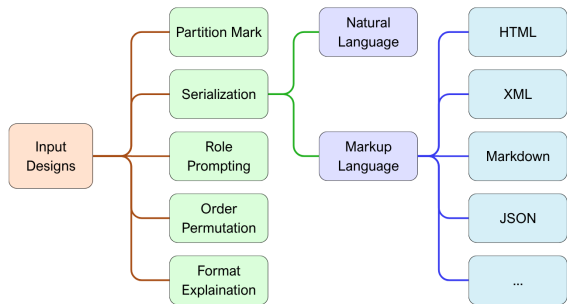 Input
Designs
Partition Mark
Serialization
Role
Prompting
Order
Permutation
Format
Explaination
Natural
Language
Markup
Language
HTML
XML
Markdown
JSON
...